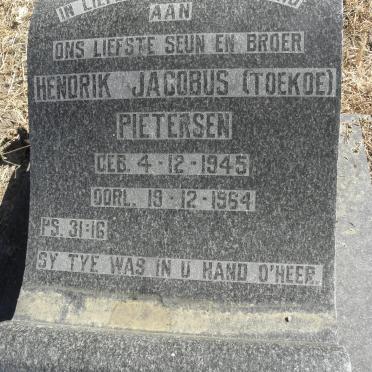 IN
AAN
ONS LIEFSTE SEUN EN BROER
HENDRIK JACOBUS (TOEKOE)
PIETERSEN
GEB. 4-12-1945
OORL. 19-12-1964
PS. 31:16
SY TYE WAS IN U HAND O'HEER.